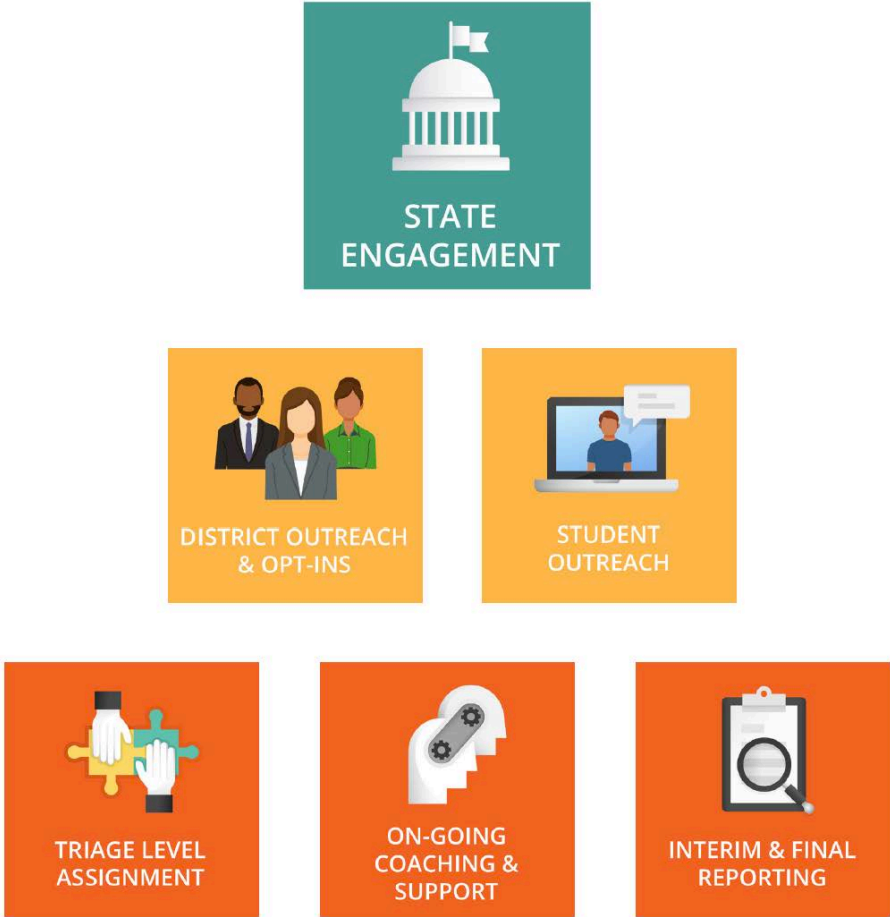 STATE
ENGAGEMENT
DISTRICT OUTREACH
& OPT-INS
STUDENT
OUTREACH
TRIAGE LEVEL
ASSIGNMENT
ON-GOING
COACHING &
SUPPORT
INTERIM & FINAL
REPORTING